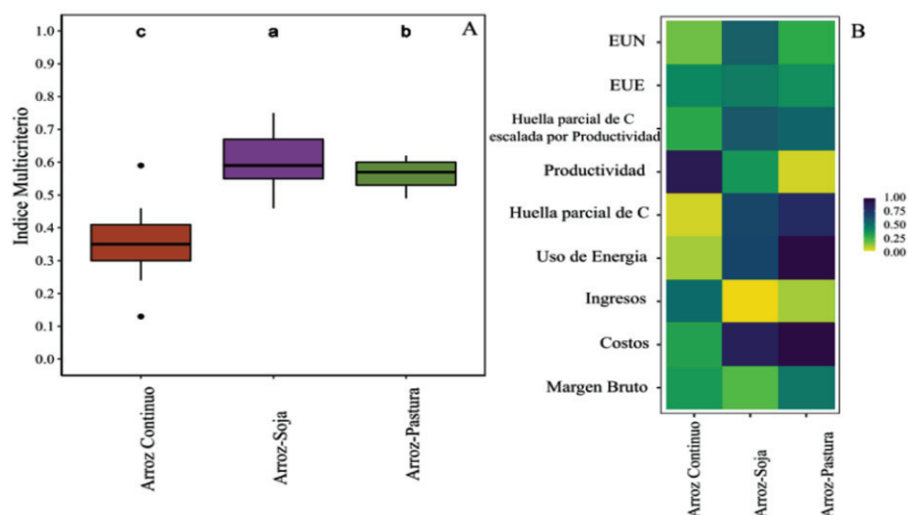 A
Indice Multicriterio
1.0
0.9
0.8
0.7
0.6
0.5
0.4
0.3
0.2
0.1
0.0
c
a
b
Arroz Continuo
Arroz-Soja
Arroz-Pastura
B
EUN
EUE
Huella parcial de C
escalada por Productividad
Productividad
Huella parcial de C
Uso de Energia
Ingresos
Costos
Margen Bruto
Arroz Continuo
Arroz-Soja
Arroz-Pastura
1.00
0.75
0.50
0.25
0.00